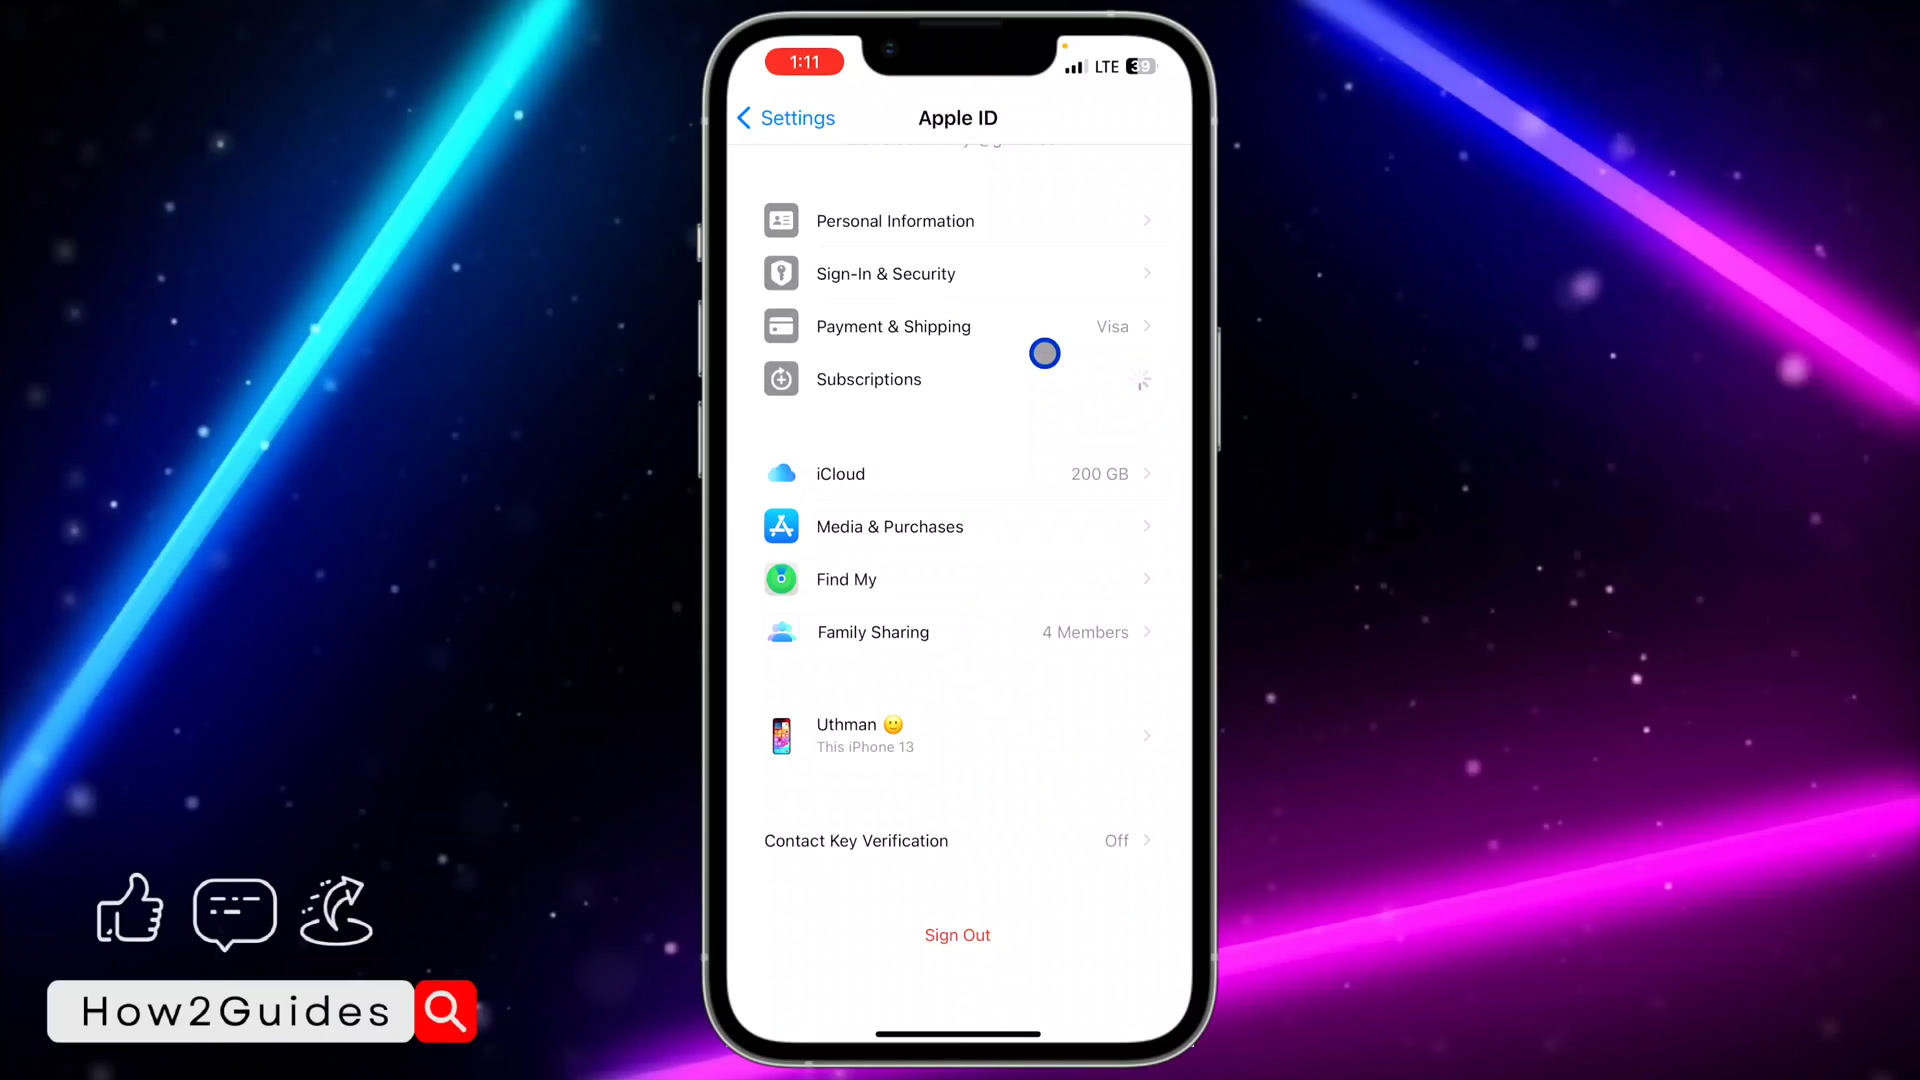 1:11
LTE 39
Settings
Apple ID
Personal Information
Sign-In & Security
Payment & Shipping Visa
Subscriptions
iCloud 200 GB
Media & Purchases
Find My
Family Sharing 4 Members
Uthman 🙂
This iPhone 13
Contact Key Verification Off
Sign Out
How2Guides